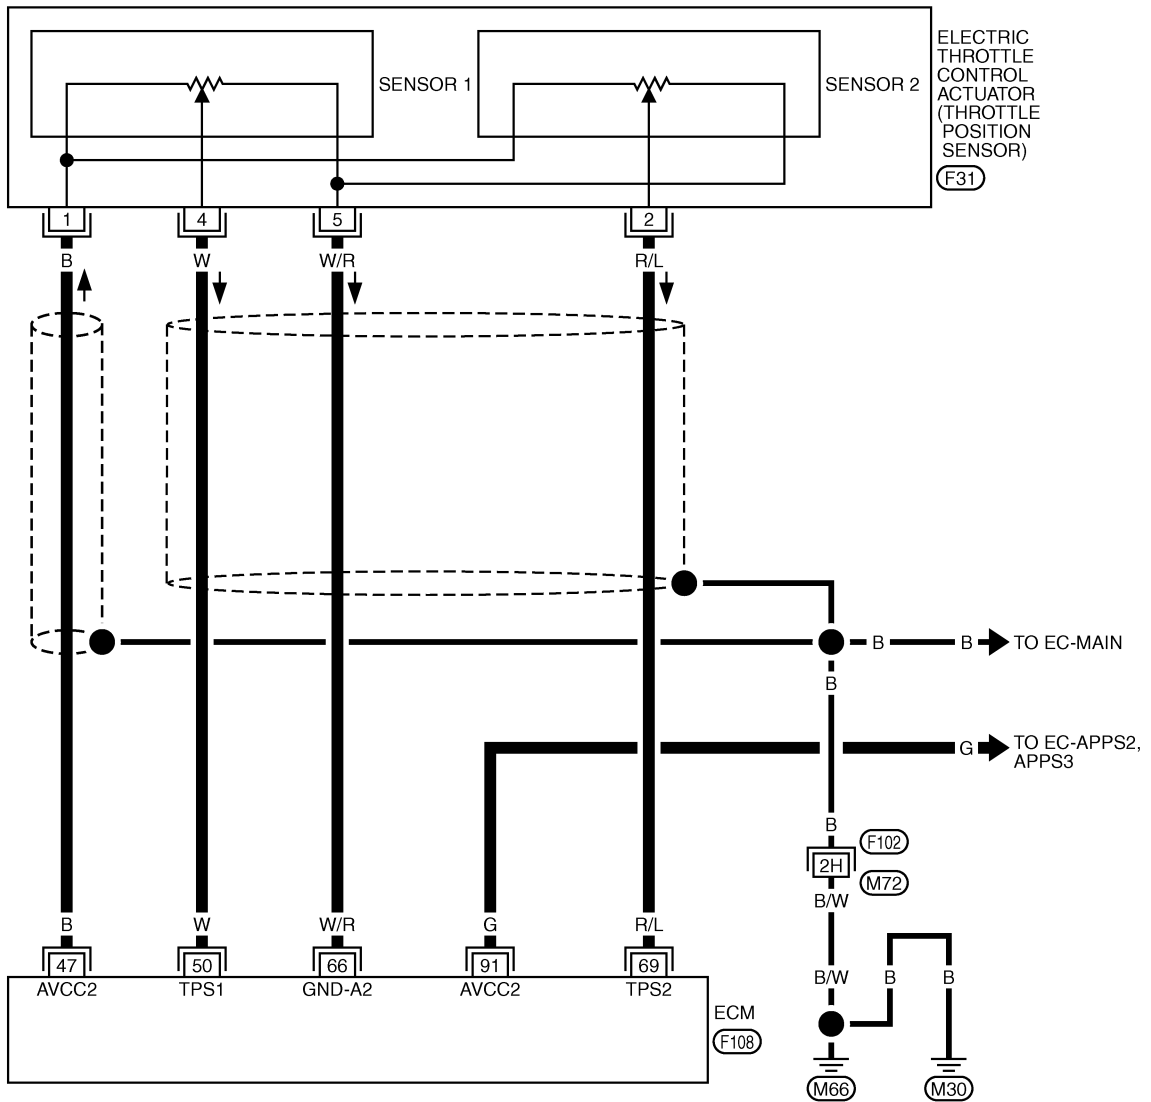 SENSOR 1
SENSOR 2
ELECTRIC
THROTTLE
CONTROL
ACTUATOR
(THROTTLE
POSITION
SENSOR)
F31
1
4
5
2
B
W
W/R
R/L
B
B
TO EC-MAIN
B
G
TO EC-APPS2,
APPS3
B
F102
2H
M72
B/W
B
W
W/R
G
R/L
47
50
66
91
69
AVCC2
TPS1
GND-A2
AVCC2
TPS2
B/W
B
B
ECM
F108
M66
M30